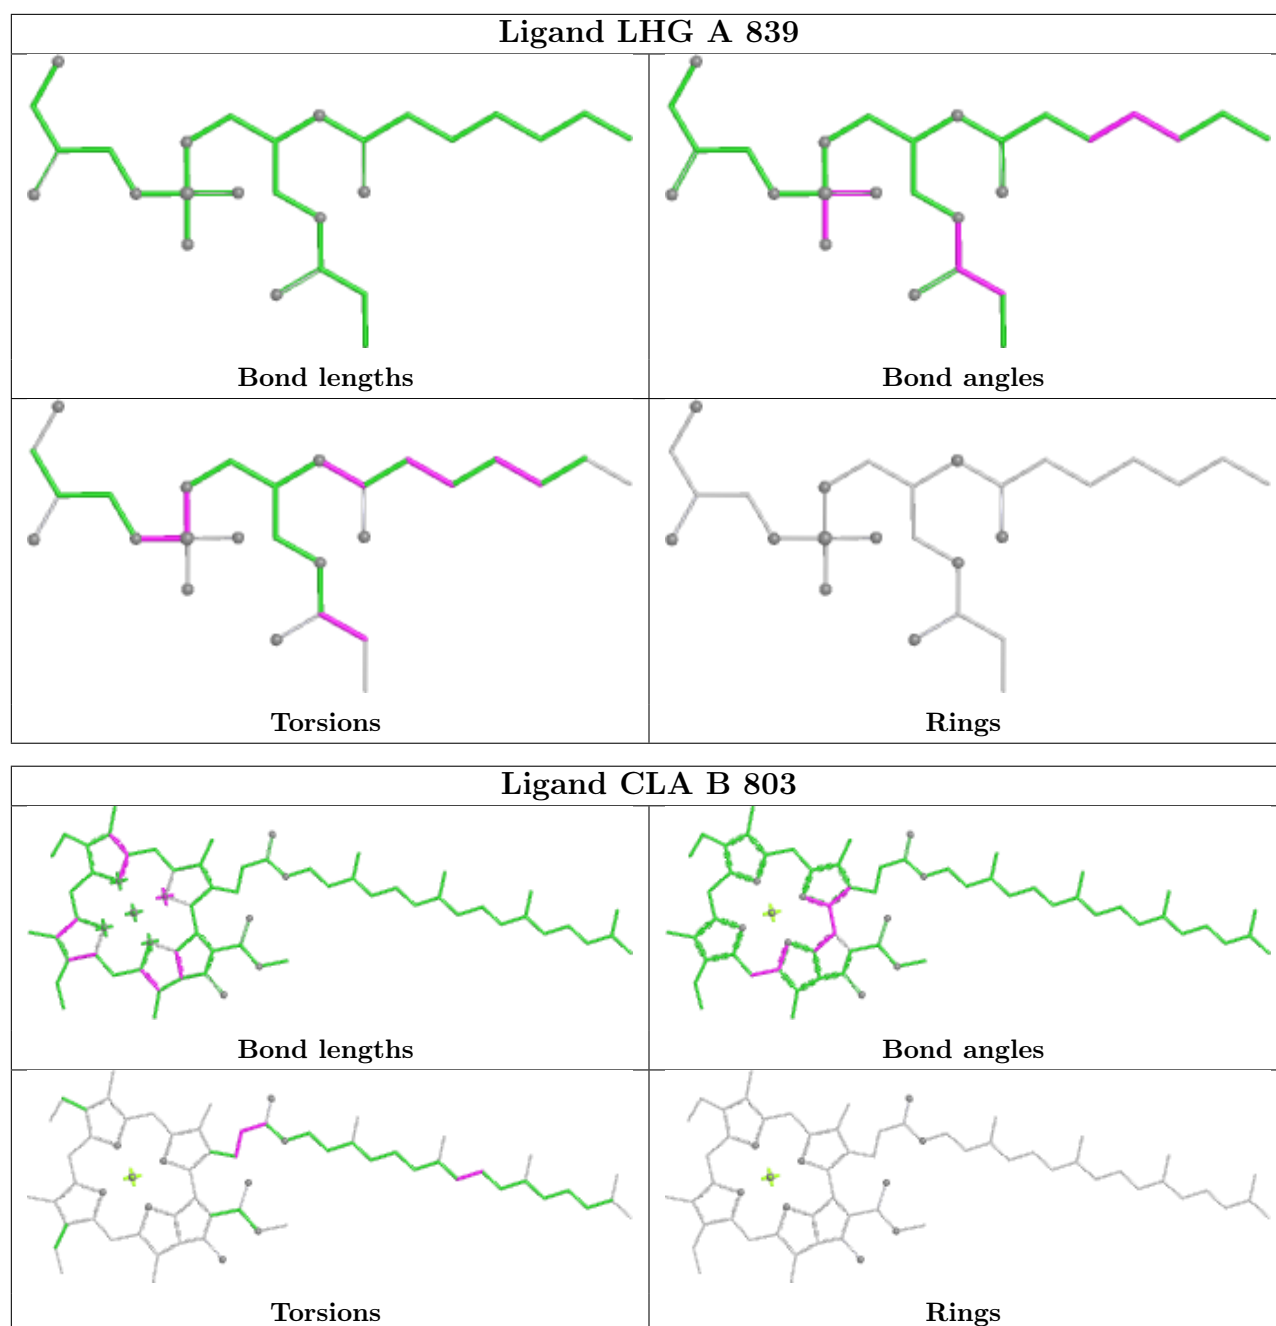 Ligand LHG A 839
Bond lengths
Bond angles
Torsions
Rings
Ligand CLA B 803
Bond lengths
Bond angles
Torsions
Rings